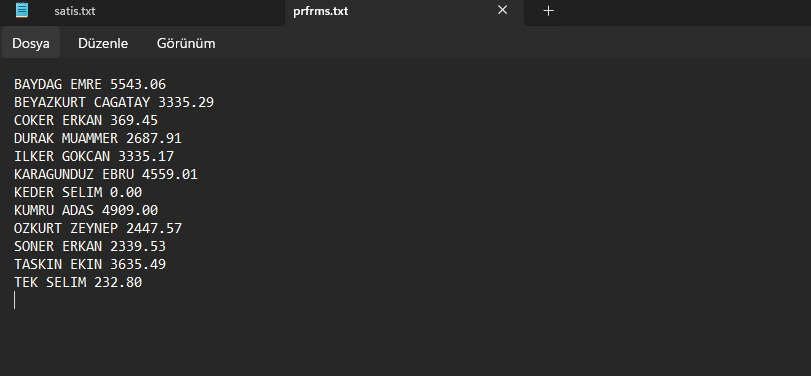 satis.txt
prfrms.txt
Dosya Düzenle Görünüm
BAYDAG EMRE 5543.06
BEYAZKURT CAGATAY 3335.29
COKER ERKAN 369.45
DURAK MUAMMER 2687.91
ILKER GOKCAN 3335.17
KARAGUNDUZ EBRU 4559.01
KEDER SELIM 0.00
KUMRU ADAS 4909.00
OZKURT ZEYNEP 2447.57
SONER ERKAN 2339.53
TASKIN EKIN 3635.49
TEK SELIM 232.80